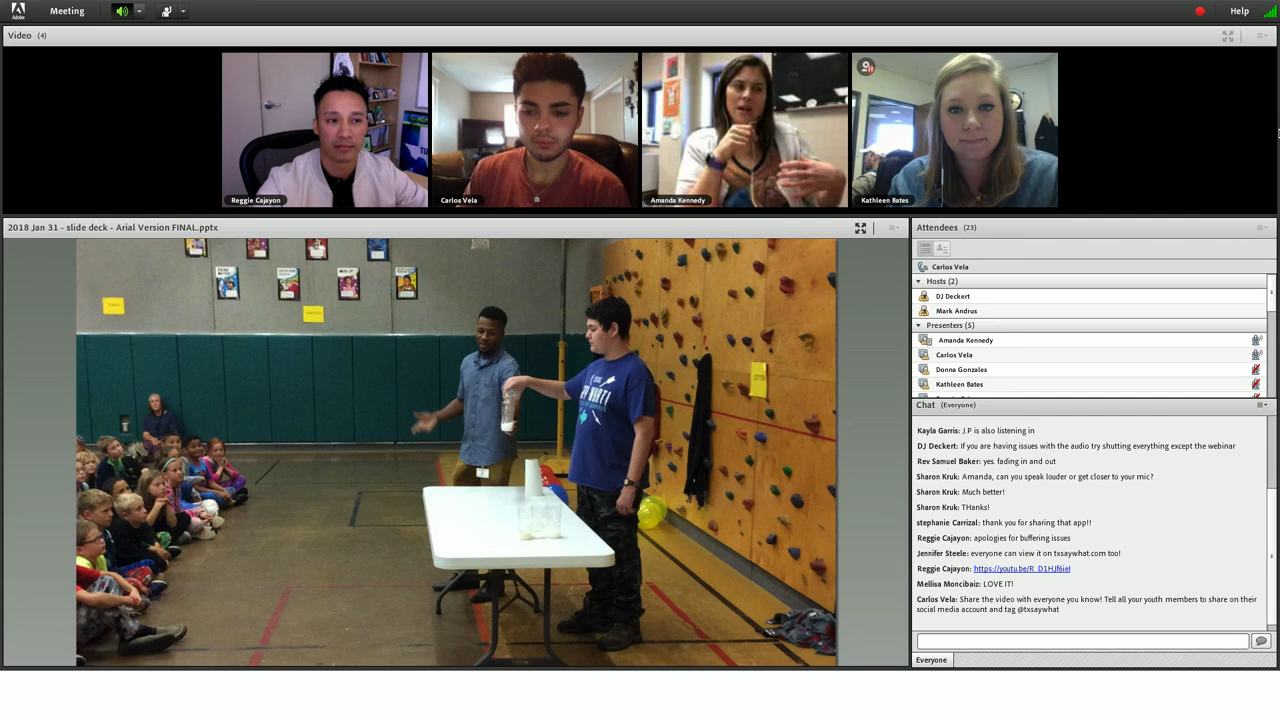 Adobe
Meeting
Help
Video (4)
Reggie Cajayon
Carlos Vela
Amanda Kennedy
Kathleen Bates
2018 Jan 31 - slide deck - Arial Version FINAL.pptx
Attendees (23)
Carlos Vela
Hosts (2)
DJ Deckert
Mark Andrus
Presenters (5)
Amanda Kennedy
Carlos Vela
Donna Gonzales
Kathleen Bates
Chat (Everyone)
Kayla Garris: J.P is also listening in
DJ Deckert: If you are having issues with the audio try shutting everything except the webinar
Rev Samuel Baker: yes. fading in and out
Sharon Kruk: Amanda, can you speak louder or get closer to your mic?
Sharon Kruk: Much better!
Sharon Kruk: THanks!
stephanie Carrizal: thank you for sharing that app!!
Reggie Cajayon: apologies for buffering issues
Jennifer Steele: everyone can view it on txsaywhat.com too!
Reggie Cajayon: https://youtu.be/R_D1HJf6ieI
Mellisa Moncibaiz: LOVE IT!
Carlos Vela: Share the video with everyone you know! Tell all your youth members to share on their
social media account and tag @txsaywhat
Everyone